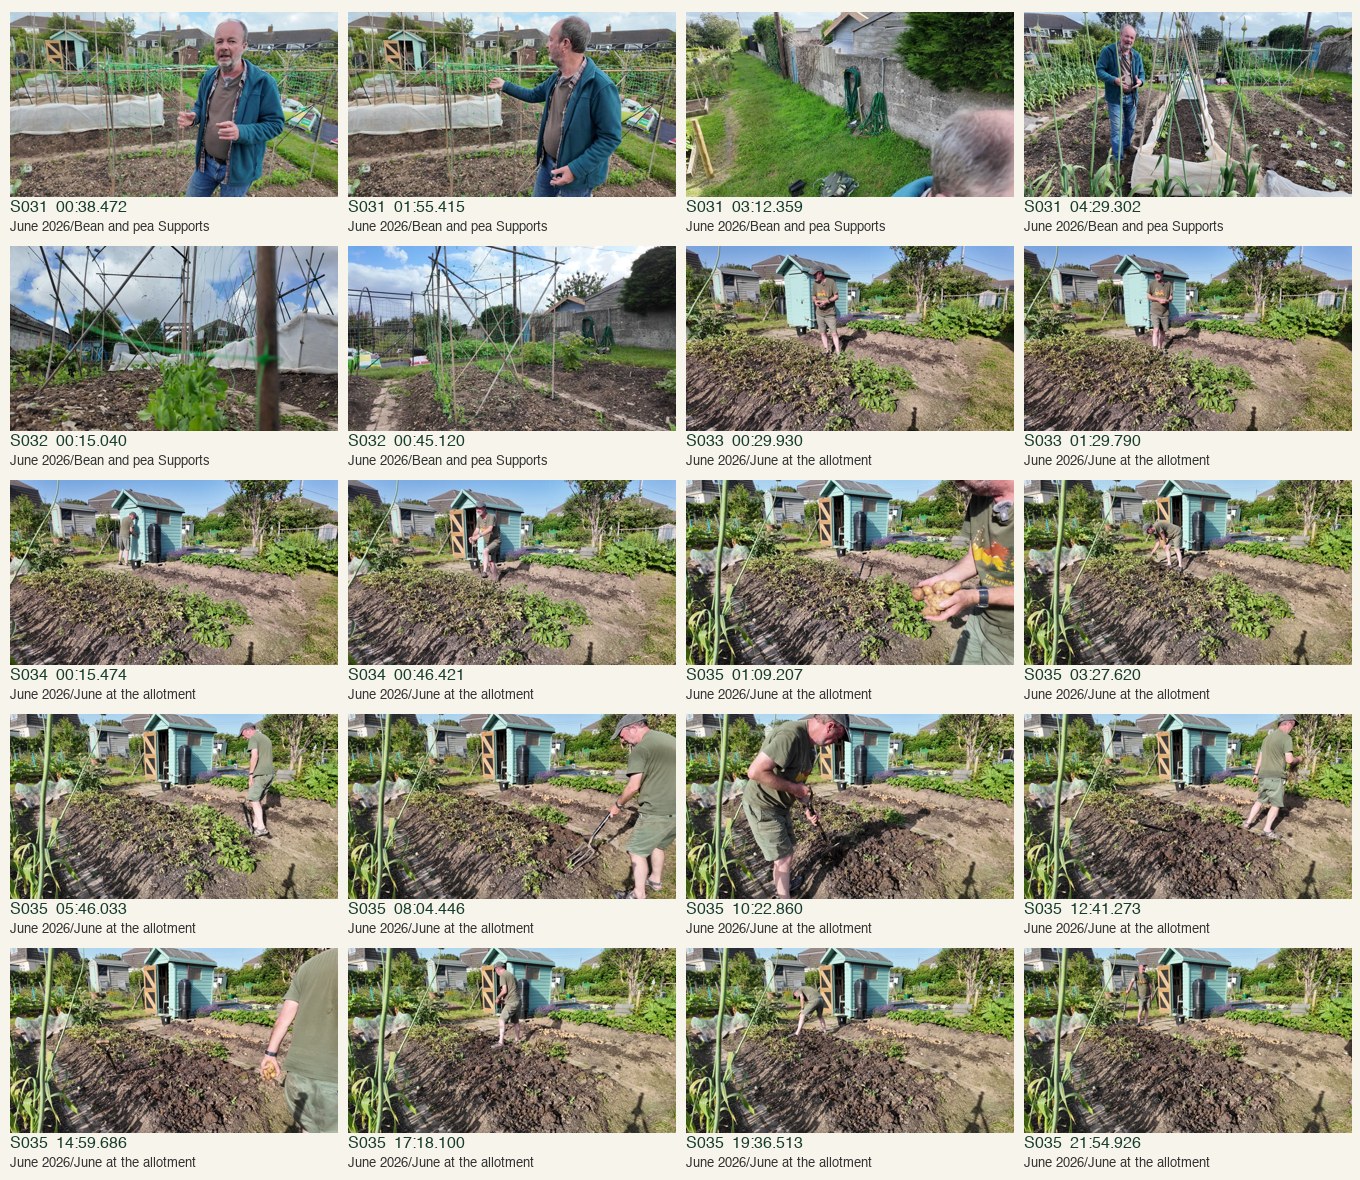 S031 00:38.472
June 2026/Bean and pea Supports
S031 01:55.415
June 2026/Bean and pea Supports
S031 03:12.359
June 2026/Bean and pea Supports
S031 04:29.302
June 2026/Bean and pea Supports
S032 00:15.040
June 2026/Bean and pea Supports
S032 00:45.120
June 2026/Bean and pea Supports
S033 00:29.930
June 2026/June at the allotment
S033 01:29.790
June 2026/June at the allotment
S034 00:15.474
June 2026/June at the allotment
S034 00:46.421
June 2026/June at the allotment
S035 01:09.207
June 2026/June at the allotment
S035 03:27.620
June 2026/June at the allotment
S035 05:46.033
June 2026/June at the allotment
S035 08:04.446
June 2026/June at the allotment
S035 10:22.860
June 2026/June at the allotment
S035 12:41.273
June 2026/June at the allotment
S035 14:59.686
June 2026/June at the allotment
S035 17:18.100
June 2026/June at the allotment
S035 19:36.513
June 2026/June at the allotment
S035 21:54.926
June 2026/June at the allotment